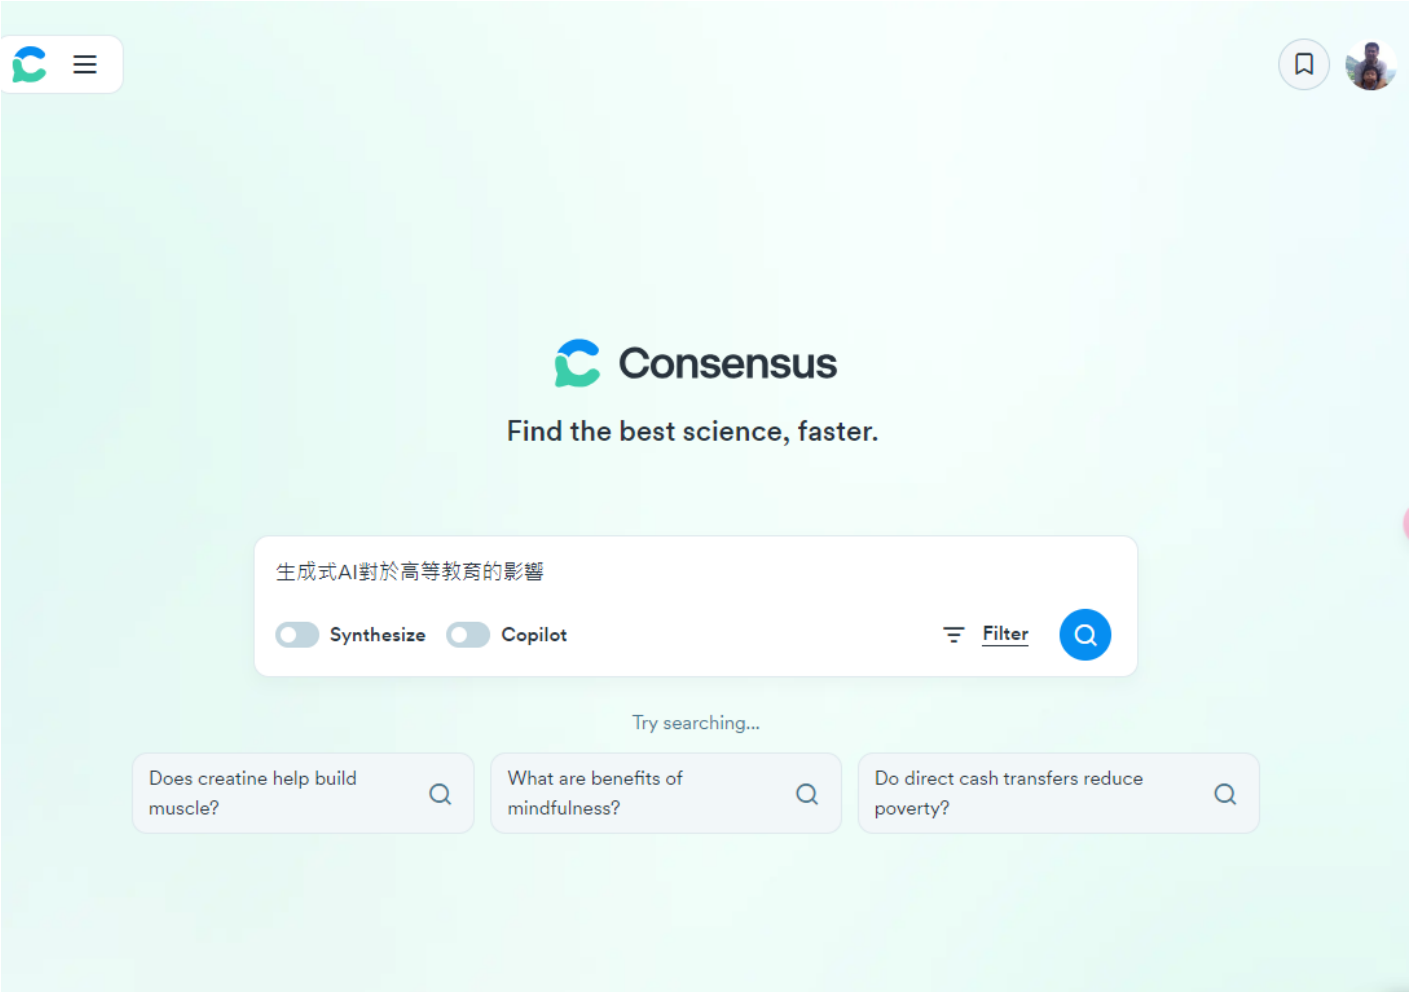 Consensus
Find the best science, faster.
生成式AI對於高等教育的影響
Synthesize
Copilot
Filter
Try searching...
Does creatine help build
muscle?
What are benefits of
mindfulness?
Do direct cash transfers reduce
poverty?